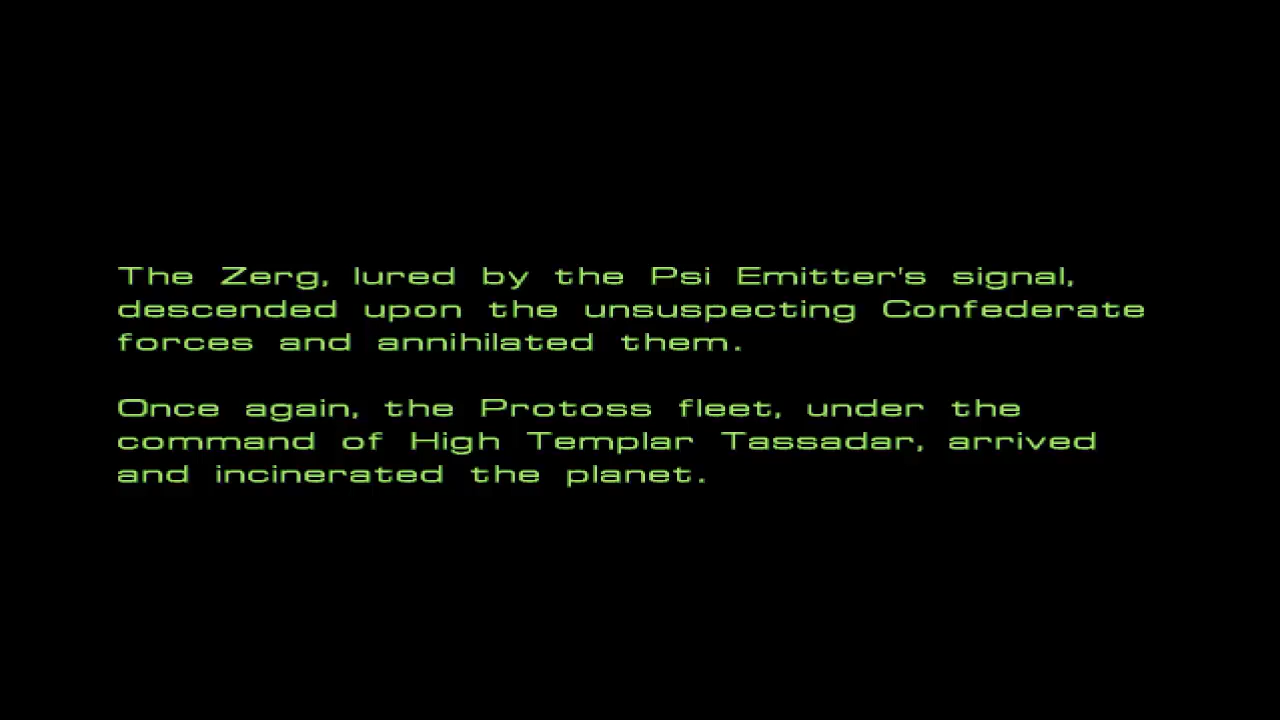 The Zerg, lured by the Psi Emitter's signal,
descended upon the unsuspecting Confederate
forces and annihilated them.
Once again, the Protoss fleet, under the
command of High Templar Tassadar, arrived
and incinerated the planet.